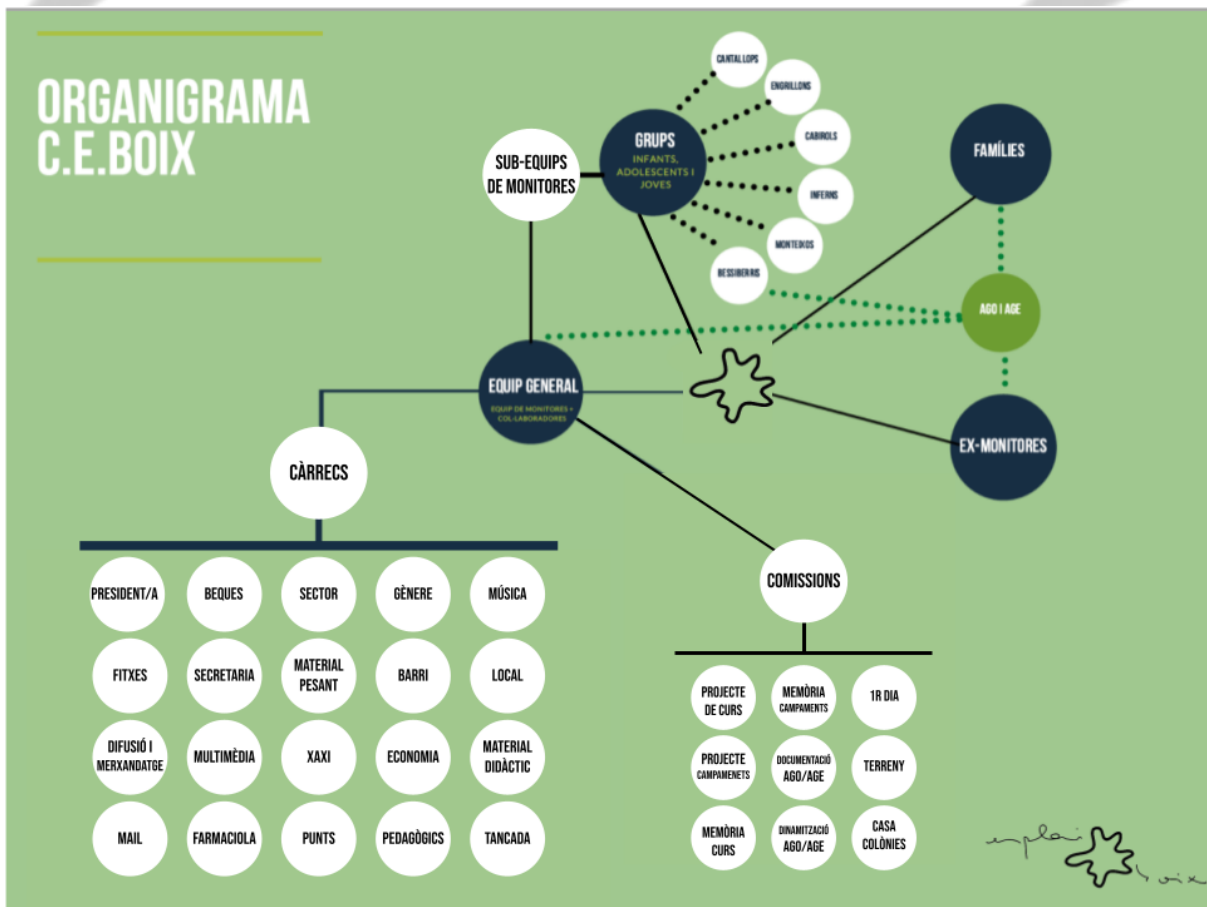 ORGANIGRAMA
C.E.BOIX
CANTALLOPS
ENGRILLONS
CABIROLS
INFERNS
MONTEDIOS
BESSIBERRIS
GRUPS
INFANTS,
ADOLESCENTS I
JOVES
SUB-EQUIPS
DE MONITORES
FAMÍLIES
AGO I AGE
EX-MONITORES
EQUIP GENERAL
EQUIP DE MONITORES +
COL·LABORADORES
CÀRRECS
PRESIDENT/A
BEQUES
SECTOR
GÈNERE
MÚSICA
FITXES
SECRETARIA
MATERIAL
PESANT
BARRI
LOCAL
DIFUSIÓ I
MERXANDATGE
MULTIMÈDIA
XAXI
ECONOMIA
MATERIAL
DIDÀCTIC
MAIL
FARMACIOLA
PUNTS
PEDAGÒGICS
TANCADA
COMISSIONS
PROJECTE
DE CURS
MEMÒRIA
CAMPAMENTS
1R DIA
PROJECTE
CAMPAMENETS
DOCUMENTACIÓ
AGO/AGE
TERRENY
MEMÒRIA
CURS
DINAMITZACIÓ
AGO/AGE
CASA
COLÒNIES
esplai
boix